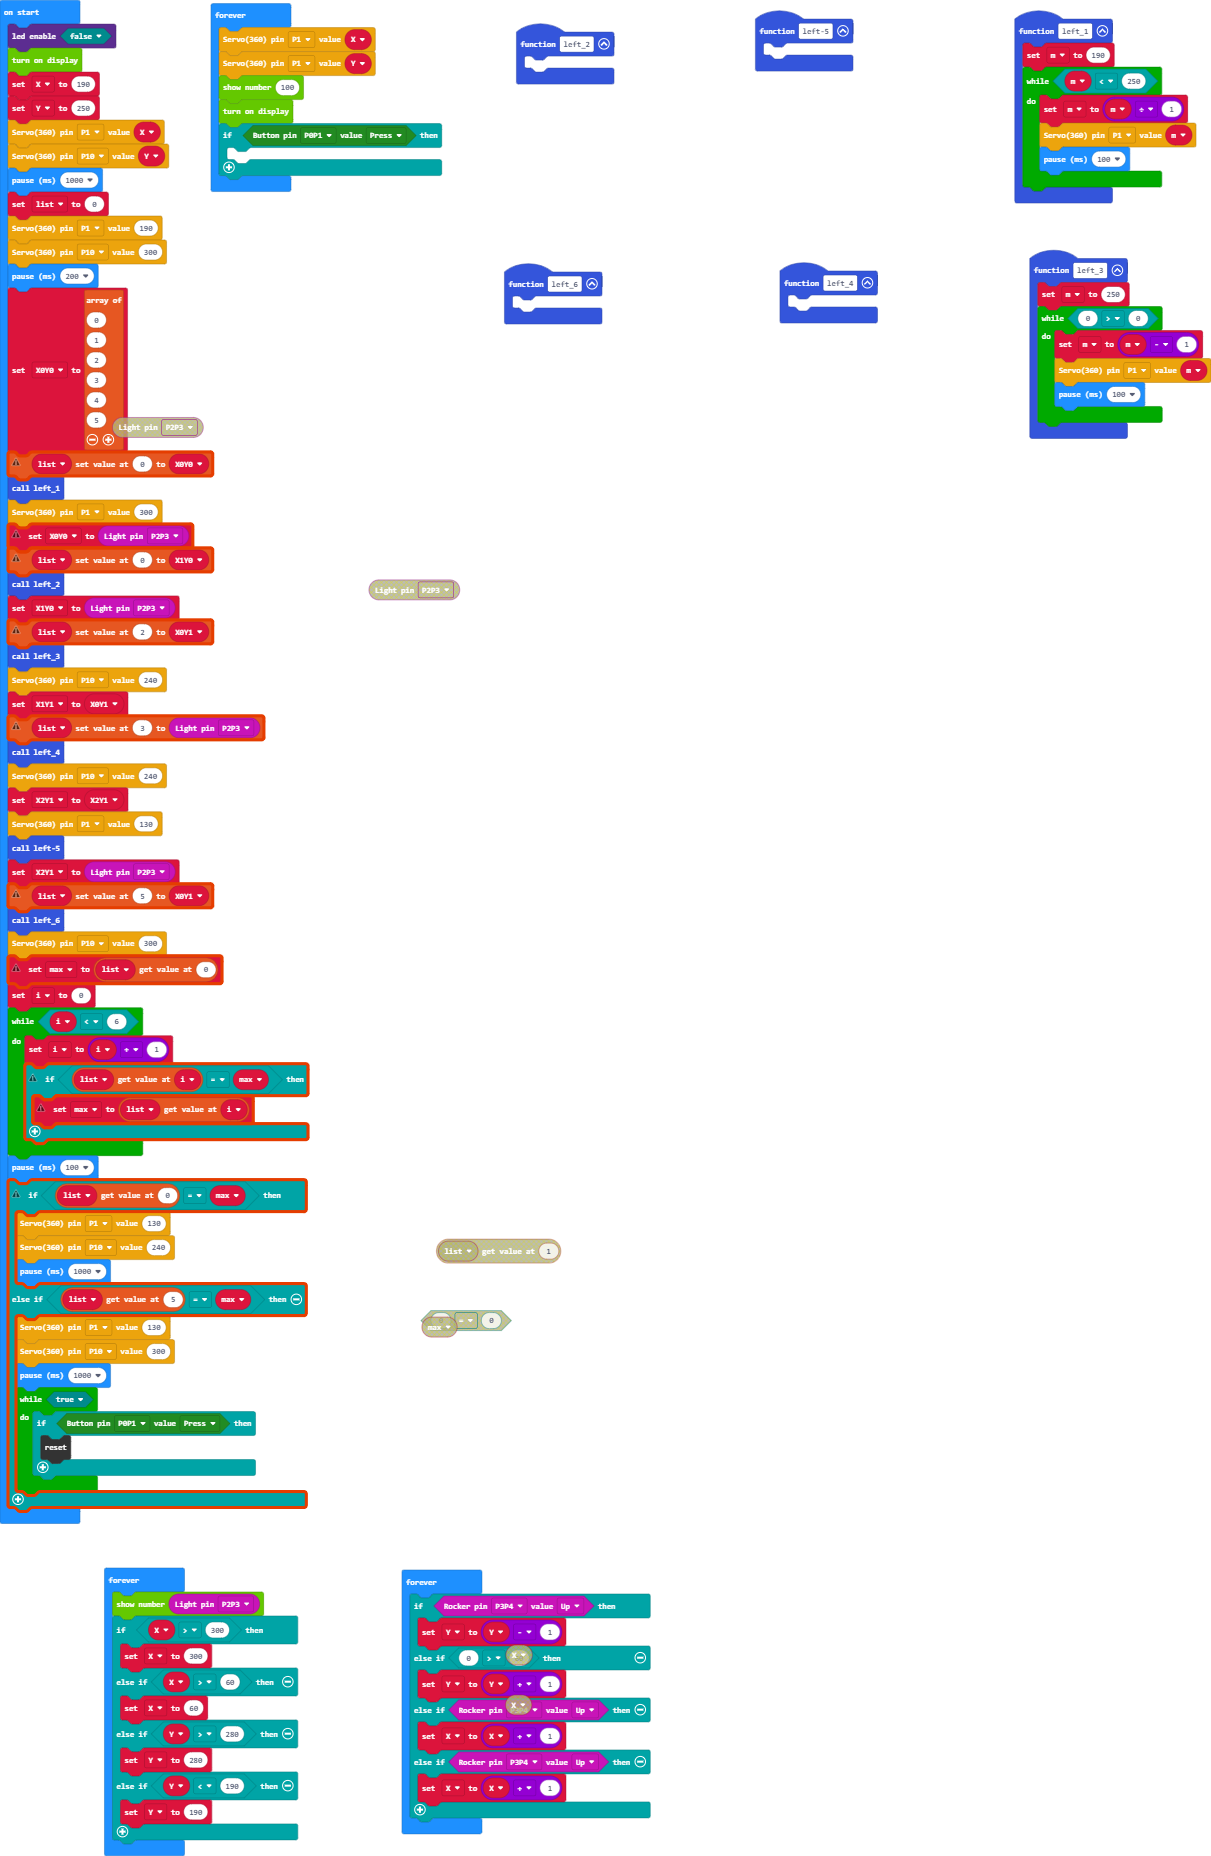 on start
led enable false
turn on display
set X to 190
set Y to 250
Servo(360) pin P1 value X
Servo(360) pin P10 value Y
pause (ms) 1000
set list to 0
Servo(360) pin P1 value 190
Servo(360) pin P10 value 300
pause (ms) 200
array of
0
1
2
3
set X0Y0 to
4
5
Light pin P2P3
list set value at 0 to X0Y0
call left_1
Servo(360) pin P1 value 300
set X0Y0 to Light pin P2P3
list set value at 0 to X1Y0
call left_2
set X1Y0 to Light pin P2P3
list set value at 2 to X0Y1
call left_3
Servo(360) pin P10 value 240
set X1Y1 to X0Y1
list set value at 3 to Light pin P2P3
call left_4
Servo(360) pin P10 value 240
set X2Y1 to X2Y1
Servo(360) pin P1 value 130
call left-5
set X2Y1 to Light pin P2P3
list set value at 5 to X0Y1
call left_6
Servo(360) pin P10 value 300
set max to list get value at 0
set i to 0
while i < 6
do
set i to i + 1
if list get value at i = max then
set max to list get value at i
pause (ms) 100
if list get value at 0 = max then
Servo(360) pin P1 value 130
Servo(360) pin P10 value 240
pause (ms) 1000
else if list get value at 5 = max then
Servo(360) pin P1 value 130
Servo(360) pin P10 value 300
pause (ms) 1000
while true
do
if Button pin P0P1 value Press then
reset
forever
Servo(360) pin P1 value X
Servo(360) pin P1 value Y
show number 100
turn on display
if Button pin P0P1 value Press then
function left_2
function left-5
function left_1
set m to 190
while m < 250
do
set m to m + 1
Servo(360) pin P1 value m
pause (ms) 100
function left_6
function left_4
function left_3
set m to 250
while 0 > 0
do
set m to m - 1
Servo(360) pin P1 value m
pause (ms) 100
Light pin P2P3
list get value at 1
= 0
max
forever
show number Light pin P2P3
if X > 300 then
set X to 300
else if X > 60 then
set X to 60
else if Y > 280 then
set Y to 280
else if Y < 190 then
set Y to 190
forever
if Rocker pin P3P4 value Up then
set Y to Y - 1
else if 0 > X then
set Y to Y + 1
X
else if Rocker pin value Up then
set X to X + 1
else if Rocker pin P3P4 value Up then
set X to X + 1